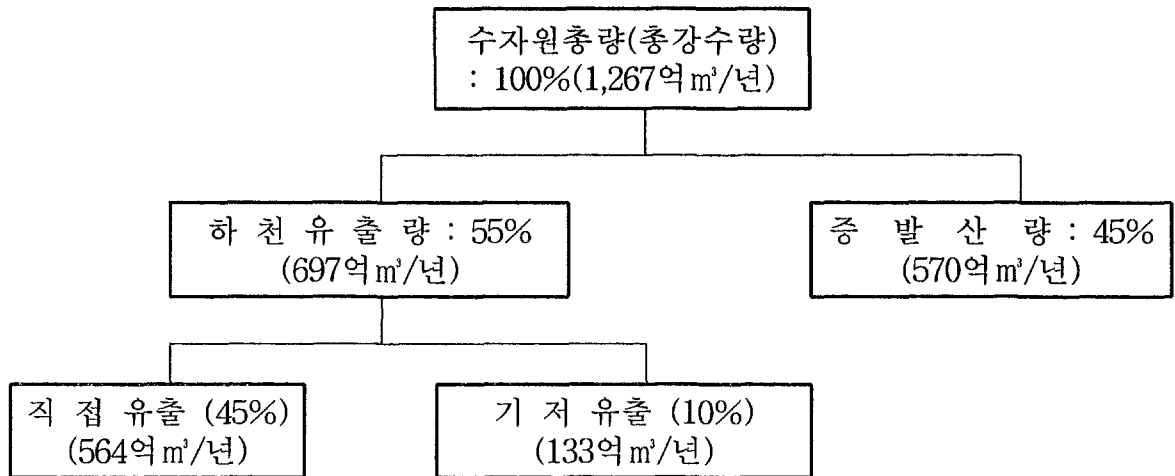 수자원총량(총강수량)
: 100%(1,267억㎥/년)
하 천 유 출 량 : 55%
(697억㎥/년)
증 발 산 량 : 45%
(570억㎥/년)
직 접 유출 (45%)
(564억㎥/년)
기 저 유출 (10%)
(133억㎥/년)